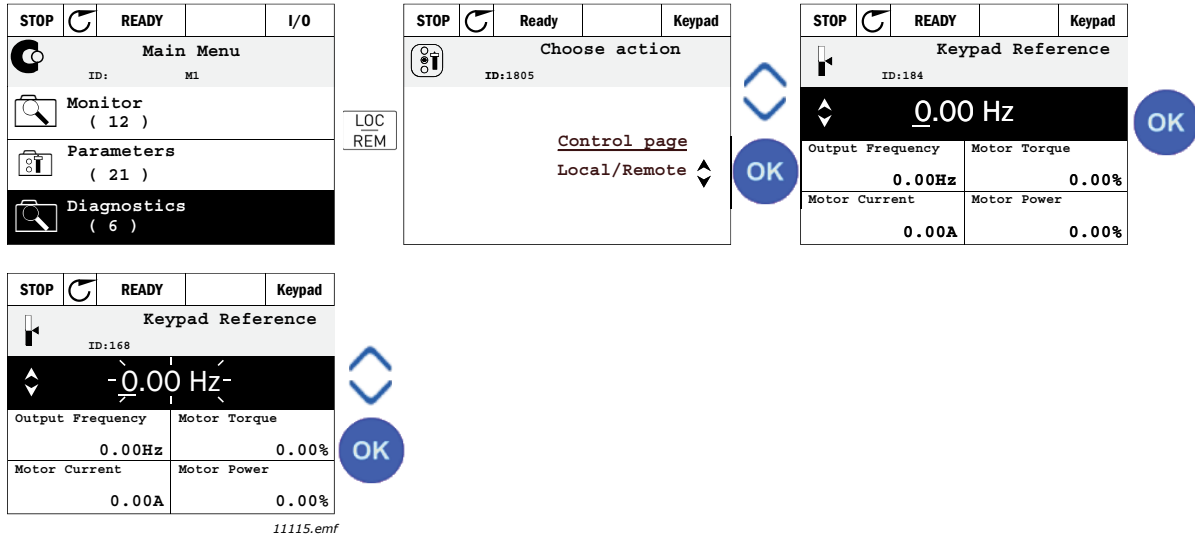 STOP READY I/O
Main Menu
ID: M1
Monitor
( 12 )
Parameters
( 21 )
Diagnostics
( 6 )
LOC
REM
STOP Ready Keypad
Choose action
ID:1805
Control page
Local/Remote
OK
STOP READY Keypad
Keypad Reference
ID:184
0.00 Hz
Output Frequency Motor Torque
0.00Hz 0.00%
Motor Current Motor Power
0.00A 0.00%
OK
STOP READY Keypad
Keypad Reference
ID:168
0.00 Hz
Output Frequency Motor Torque
0.00Hz 0.00%
Motor Current Motor Power
0.00A 0.00%
OK
11115.emf